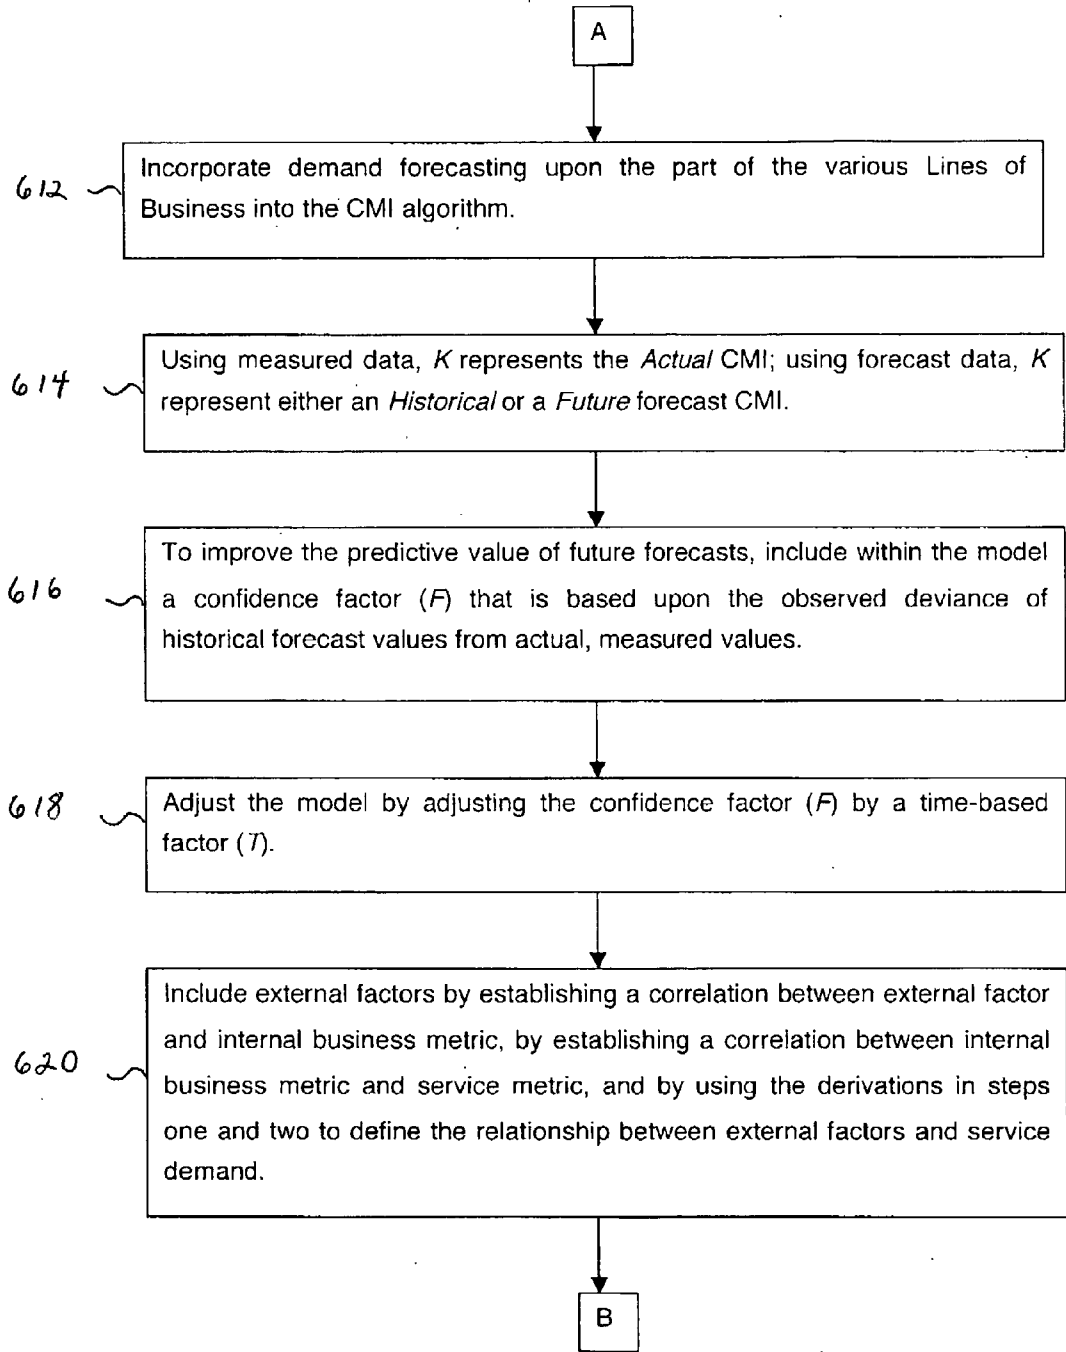 A
612
Incorporate demand forecasting upon the part of the various Lines of
Business into the CMI algorithm.
614
Using measured data, K represents the Actual CMI; using forecast data, K
represent either an Historical or a Future forecast CMI.
616
To improve the predictive value of future forecasts, include within the model
a confidence factor (F) that is based upon the observed deviance of
historical forecast values from actual, measured values.
618
Adjust the model by adjusting the confidence factor (F) by a time-based
factor (T).
620
Include external factors by establishing a correlation between external factor
and internal business metric, by establishing a correlation between internal
business metric and service metric, and by using the derivations in steps
one and two to define the relationship between external factors and service
demand.
B